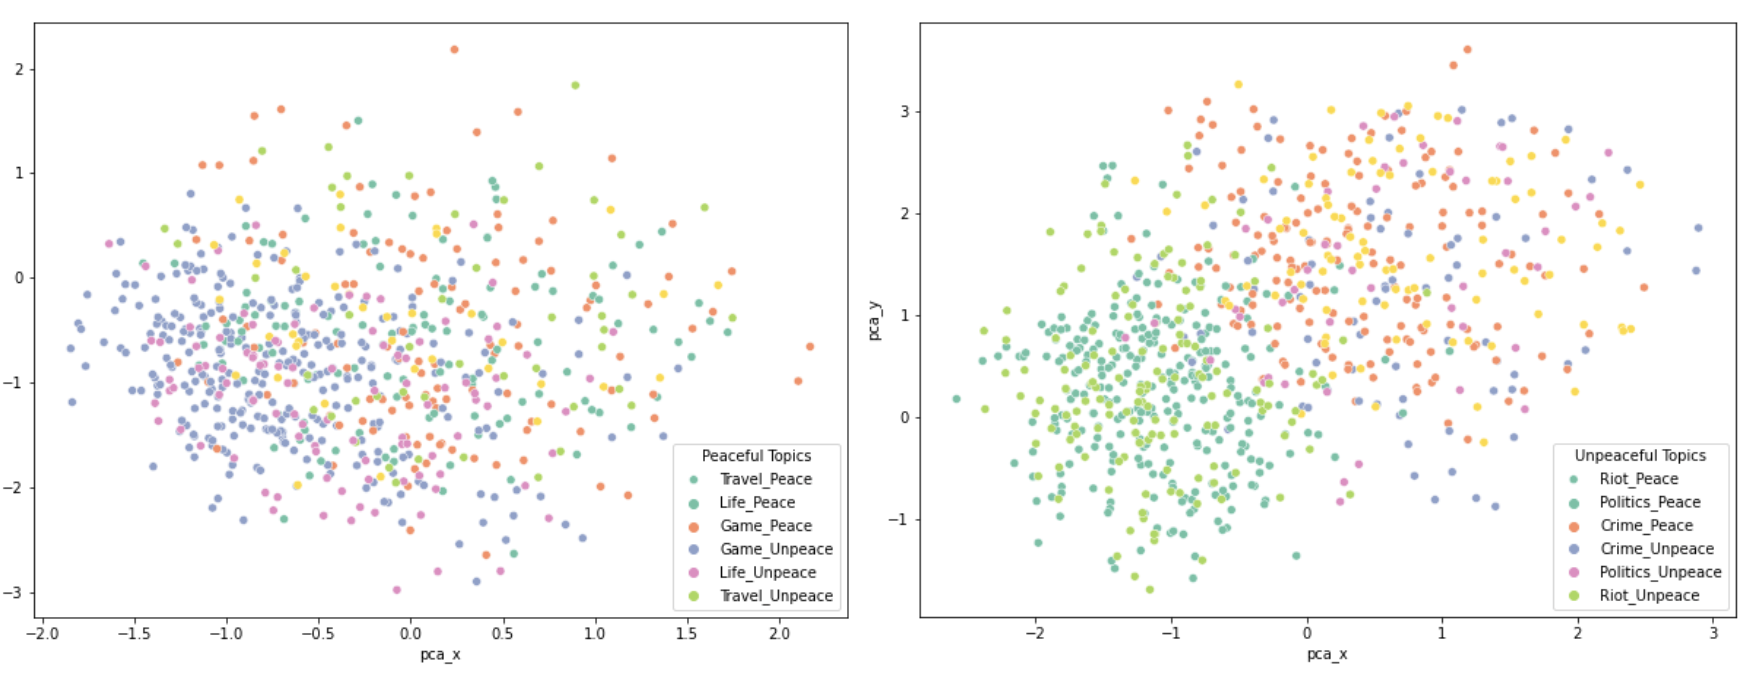 2
1
0
−1
−2
−3
−2.0 −1.5 −1.0 −0.5 0.0 0.5 1.0 1.5 2.0
pca_x
Peaceful Topics
Travel_Peace
Life_Peace
Game_Peace
Game_Unpeace
Life_Unpeace
Travel_Unpeace
pca_y
3
2
1
0
−1
−2 −1 0 1 2 3
pca_x
Unpeaceful Topics
Riot_Peace
Politics_Peace
Crime_Peace
Crime_Unpeace
Politics_Unpeace
Riot_Unpeace